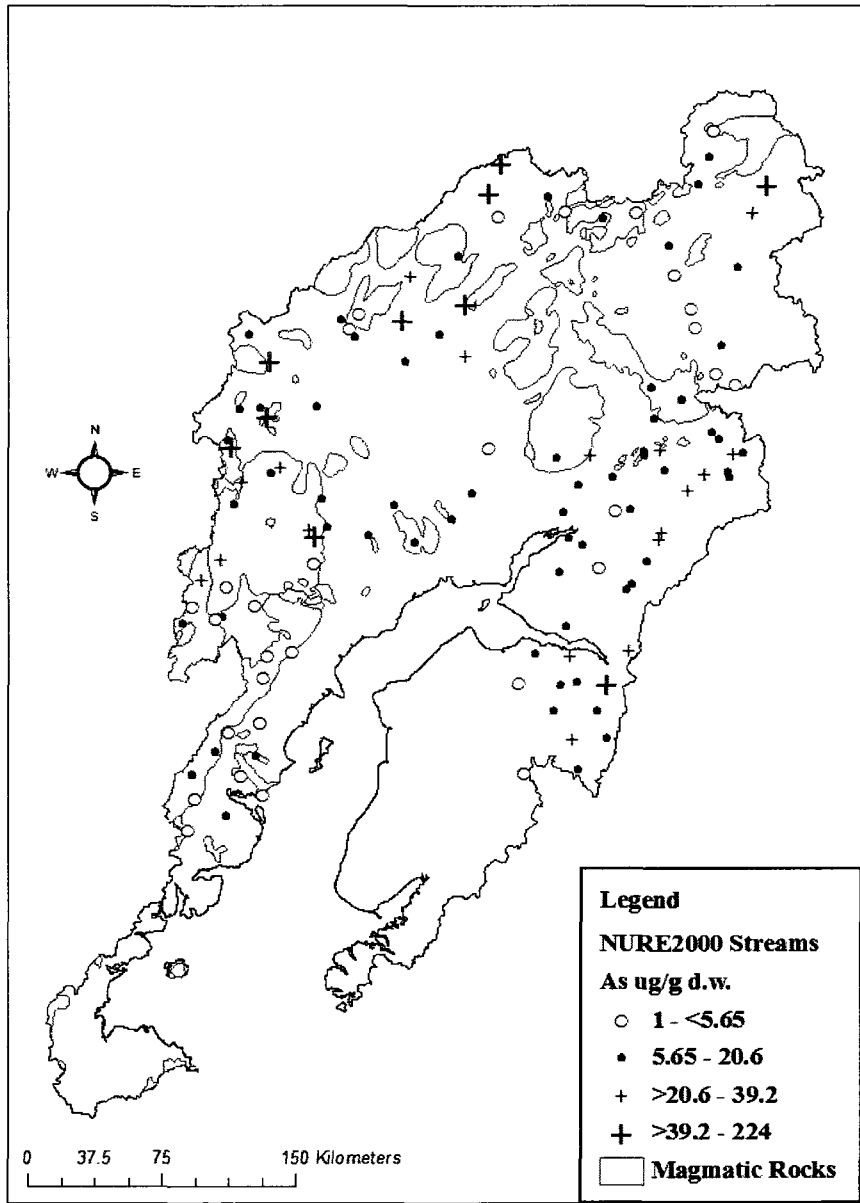 N
W E
S
Legend
NURE2000 Streams
As ug/g d.w.
1 - <5.65
5.65 - 20.6
>20.6 - 39.2
>39.2 - 224
Magmatic Rocks
0 37.5 75 150 Kilometers